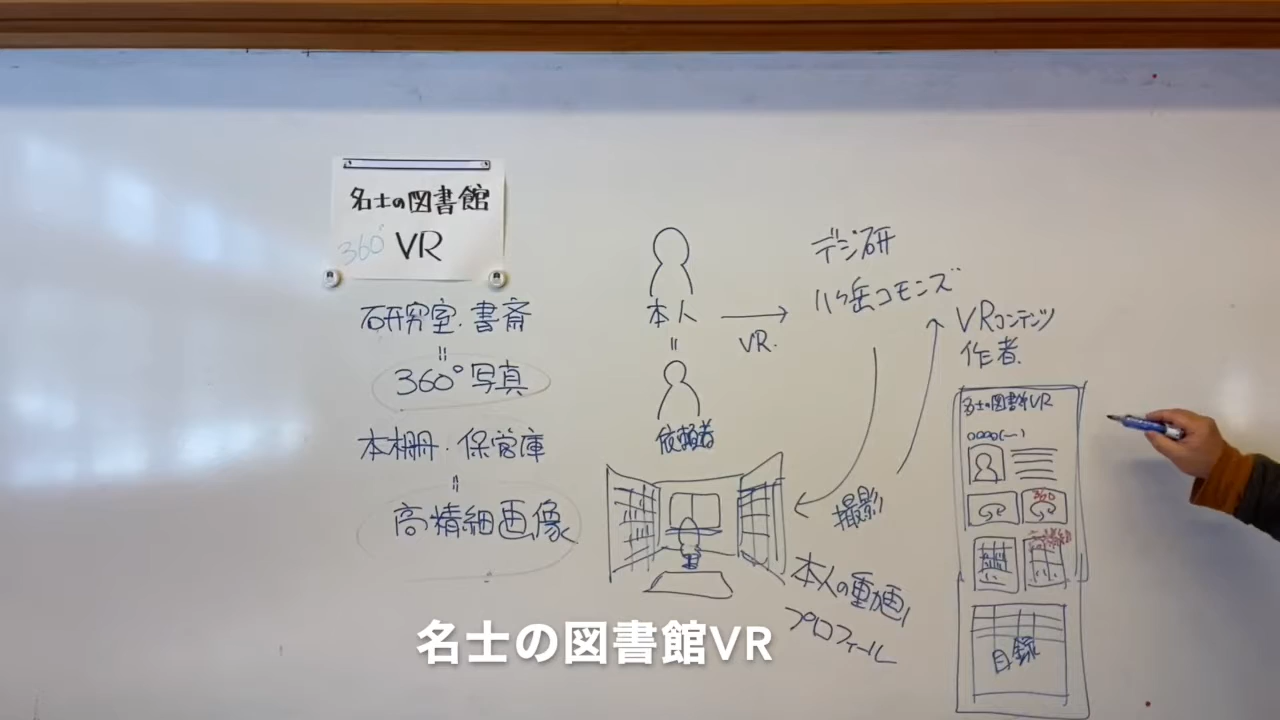 名士の図書館
360°
VR
研究室・書斎
=
360°写真
本棚・保管庫
=
高精細画像
本人
=
依頼者
VR
デジ研
八ヶ岳コモンズ
撮影
本人の動画
プロフィール
VRコンテンツ
作者
名士の図書館VR
〇〇〇〇(一)
360
目録
名士の図書館VR